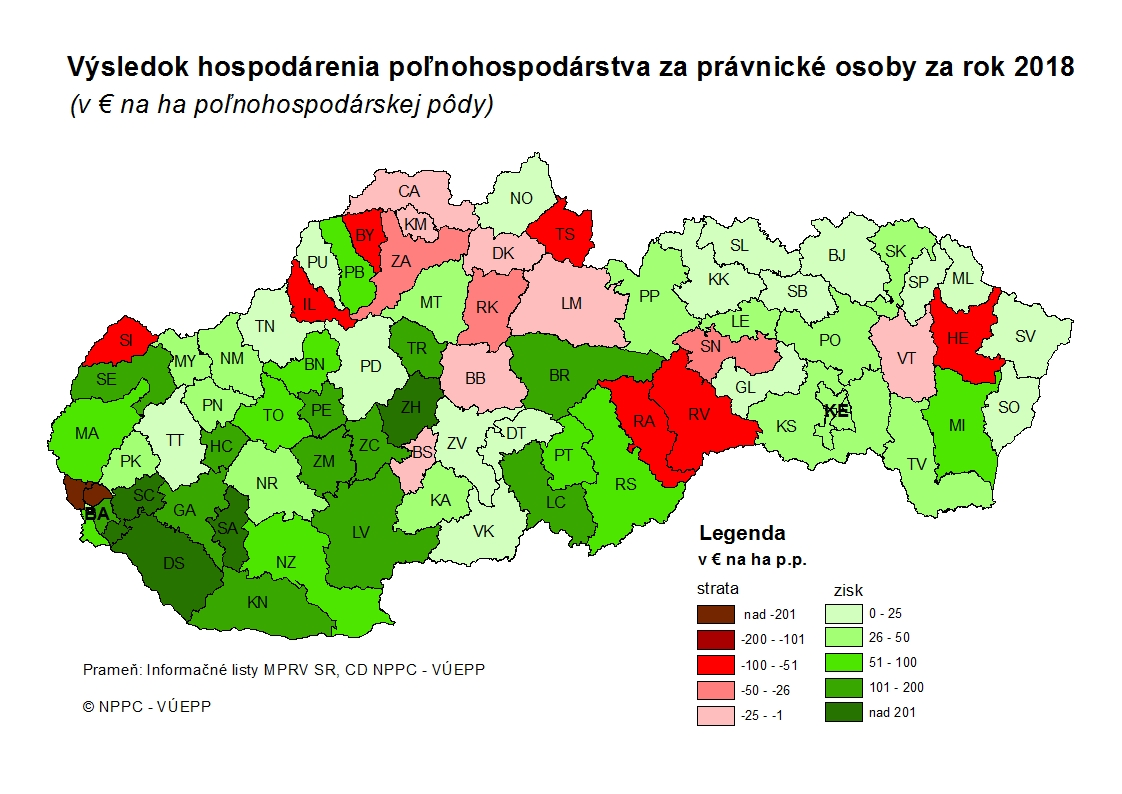 Výsledok hospodárenia poľnohospodárstva za právnické osoby za rok 2018
(v € na ha poľnohospodárskej pôdy)
CA
NO
KM
BY
TS
SL
PU
PB
ZA
DK
BJ
SK
KK
SP
ML
SB
MT
RK
LM
PP
IL
TN
LE
SI
PO
HE
SV
MY
NM
TR
SN
VT
BN
PD
BB
BR
SE
GL
PN
TO
PE
ZH
RA
RV
KE
SO
MA
TT
HC
ZC
BS
ZV
DT
KS
MI
PK
ZM
PT
TV
NR
RS
SC
GA
KA
LC
BA
SA
LV
VK
DS
NZ
KN
Legenda
v € na ha p.p.
strata
zisk
nad -201
0 - 25
-200 - -101
26 - 50
-100 - -51
51 - 100
-50 - -26
101 - 200
-25 - -1
nad 201
Prameň: Informačné listy MPRV SR, CD NPPC - VÚEPP
© NPPC - VÚEPP